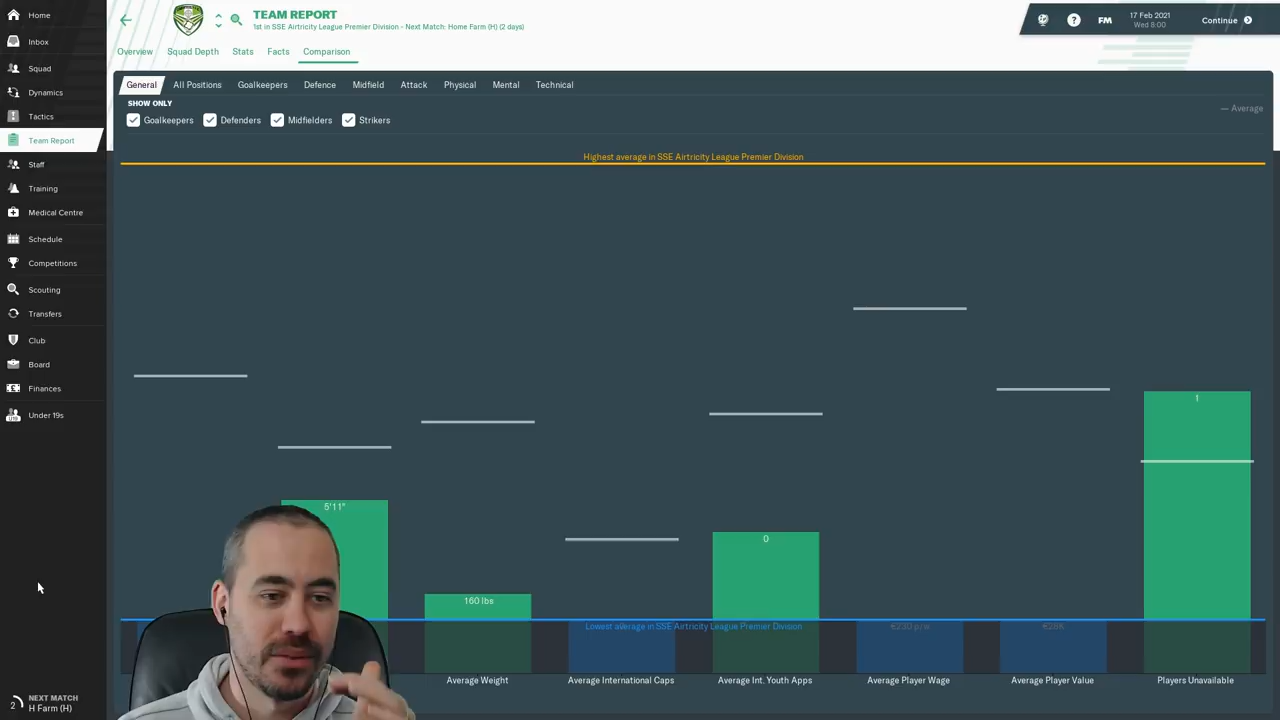 Home
Inbox
Squad
Dynamics
Tactics
Team Report
Staff
Training
Medical Centre
Schedule
Competitions
Scouting
Transfers
Club
Board
Finances
Under 19s
2
NEXT MATCH
H Farm (H)
TEAM REPORT
1st in SSE Airtricity League Premier Division - Next Match: Home Farm (H) (2 days)
Overview Squad Depth Stats Facts Comparison
? FM
17 Feb 2021
Wed 8:00
Continue
General All Positions Goalkeepers Defence Midfield Attack Physical Mental Technical
SHOW ONLY
Goalkeepers Defenders Midfielders Strikers
— Average
Highest average in SSE Airtricity League Premier Division
1
5'11"
0
160 lbs
Lowest average in SSE Airtricity League Premier Division
€230 p/w
€28K
Average Weight
Average International Caps
Average Int. Youth Apps
Average Player Wage
Average Player Value
Players Unavailable